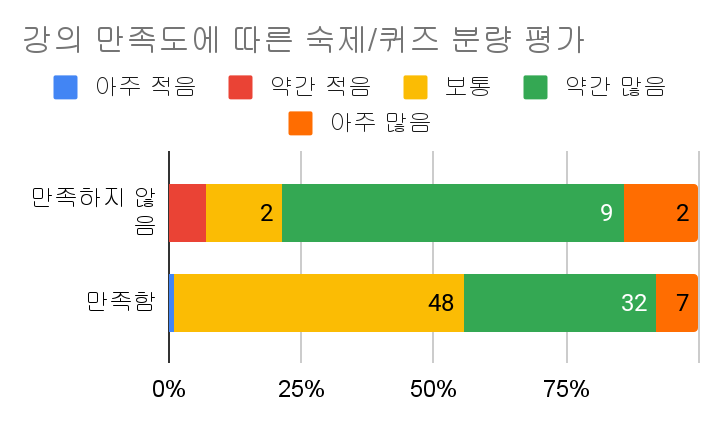 강의 만족도에 따른 숙제/퀴즈 분량 평가
아주 적음 약간 적음 보통 약간 많음
아주 많음
만족하지 않
음
2 9 2
만족함
48 32 7
0% 25% 50% 75%